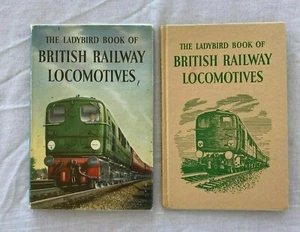 THE LADYBIRD BOOK OF
BRITISH RAILWAY
LOCOMOTIVES
THE LADYBIRD BOOK OF
BRITISH RAILWAY
LOCOMOTIVES